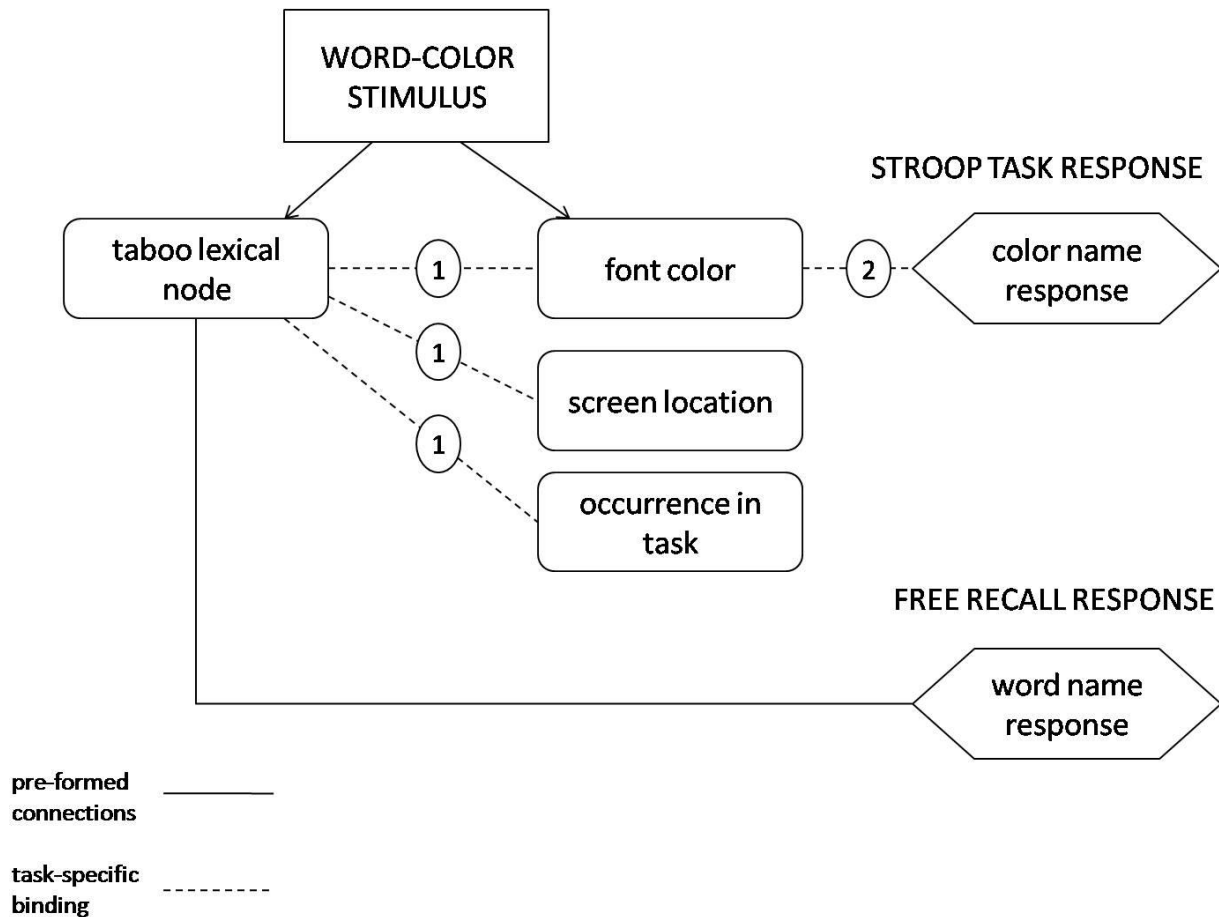 WORD-COLOR
STIMULUS
STROOP TASK RESPONSE
taboo lexical
node
1
font color
2
color name
response
1
screen location
1
occurrence in
task
FREE RECALL RESPONSE
word name
response
pre-formed
connections
task-specific
binding